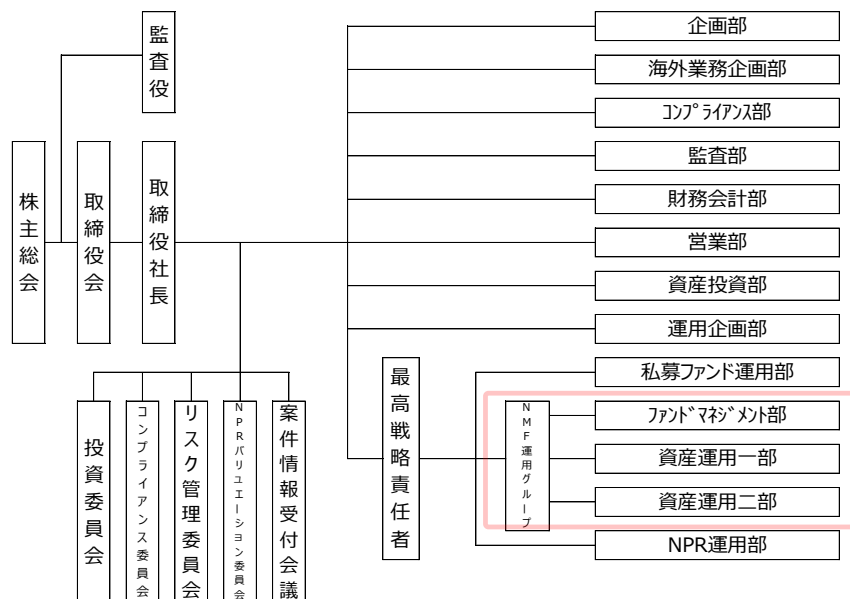 監査役
株主総会
取締役会
取締役社長
企画部
海外業務企画部
ｺﾝﾌﾟﾗｲｱﾝｽ部
監査部
財務会計部
営業部
資産投資部
運用企画部
私募ファンド運用部
ﾌｧﾝﾄﾞﾏﾈｼﾞﾒﾝﾄ部
資産運用一部
資産運用二部
NPR運用部
最高戦略責任者
NMF運用グループ
投資委員会
コンプライアンス委員会
リスク管理委員会
NPRバリュエーション委員会
案件情報受付会議